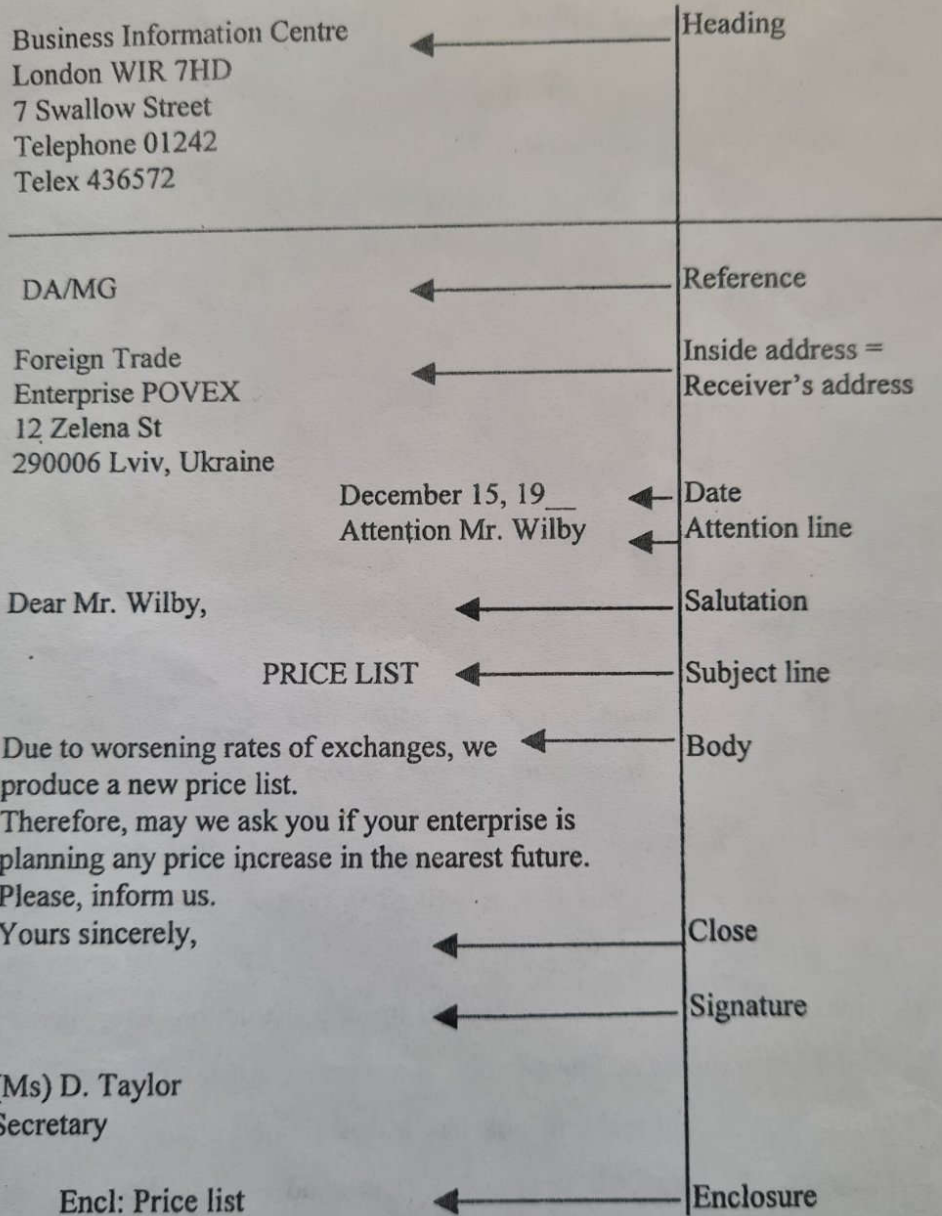 Business Information Centre
Heading
London WIR 7HD
7 Swallow Street
Telephone 01242
Telex 436572
DA/MG
Reference
Foreign Trade
Inside address =
Enterprise POVEX
Receiver's address
12 Zelena St
290006 Lviv, Ukraine
December 15, 19__
Date
Attention Mr. Wilby
Attention line
Dear Mr. Wilby,
Salutation
PRICE LIST
Subject line
Due to worsening rates of exchanges, we
Body
produce a new price list.
Therefore, may we ask you if your enterprise is
planning any price increase in the nearest future.
Please, inform us.
Yours sincerely,
Close
Signature
(Ms) D. Taylor
Secretary
Encl: Price list
Enclosure